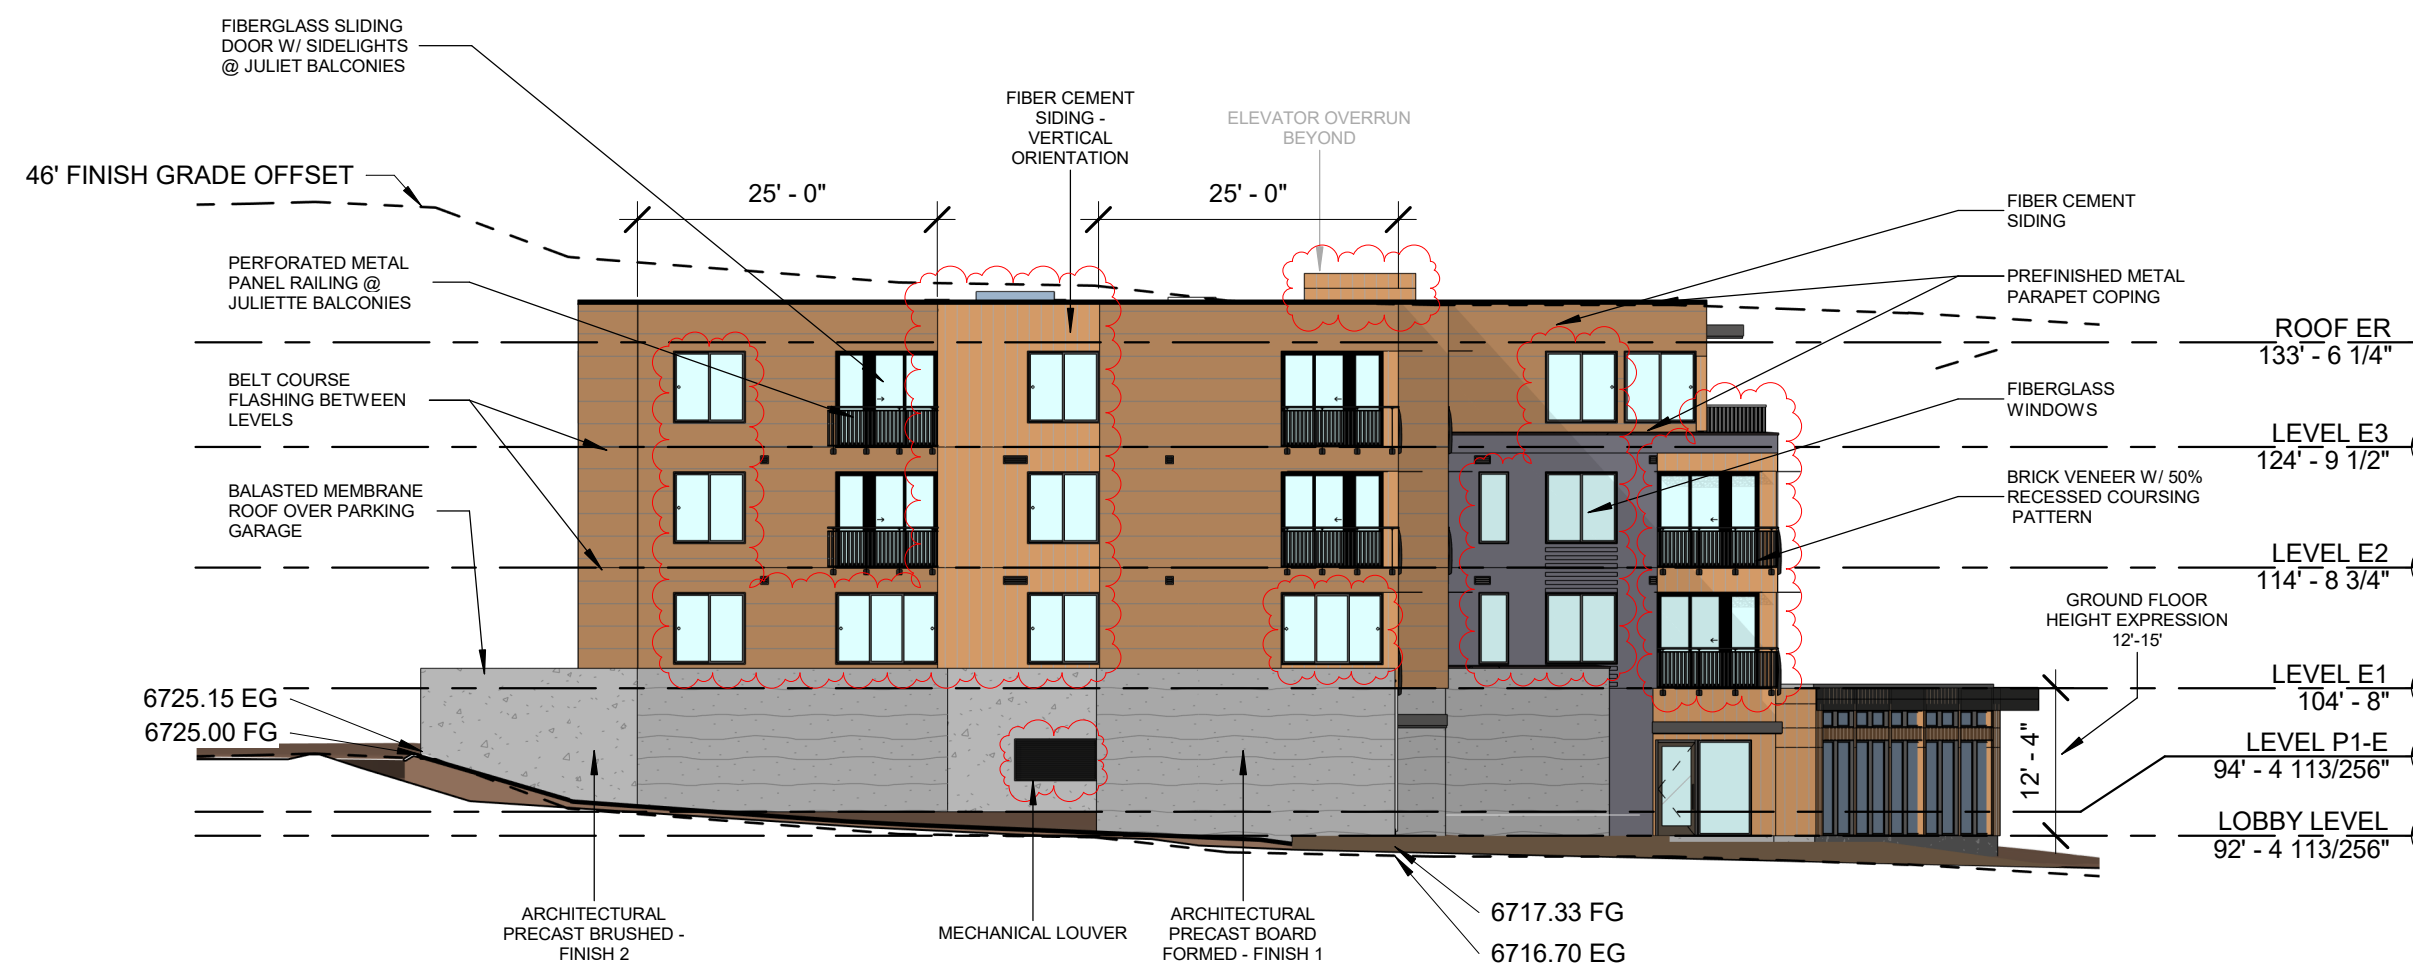 FIBERGLASS SLIDING
DOOR W/ SIDELIGHTS
@ JULIET BALCONIES
46' FINISH GRADE OFFSET
PERFORATED METAL
PANEL RAILING @
JULIETTE BALCONIES
BELT COURSE
FLASHING BETWEEN
LEVELS
BALASTED MEMBRANE
ROOF OVER PARKING
GARAGE
6725.15 EG
6725.00 FG
25' - 0"
FIBER CEMENT
SIDING -
VERTICAL
ORIENTATION
25' - 0"
ELEVATOR OVERRUN
BEYOND
FIBER CEMENT
SIDING
PREFINISHED METAL
PARAPET COPING
FIBERGLASS
WINDOWS
BRICK VENEER W/ 50%
RECESSED COURSING
PATTERN
GROUND FLOOR
HEIGHT EXPRESSION
12'-15'
12' - 4"
ROOF ER
133' - 6 1/4"
LEVEL E3
124' - 9 1/2"
LEVEL E2
114' - 8 3/4"
LEVEL E1
104' - 8"
LEVEL P1-E
94' - 4 113/256"
LOBBY LEVEL
92' - 4 113/256"
ARCHITECTURAL
PRECAST BRUSHED -
FINISH 2
MECHANICAL LOUVER
ARCHITECTURAL
PRECAST BOARD
FORMED - FINISH 1
6717.33 FG
6716.70 EG